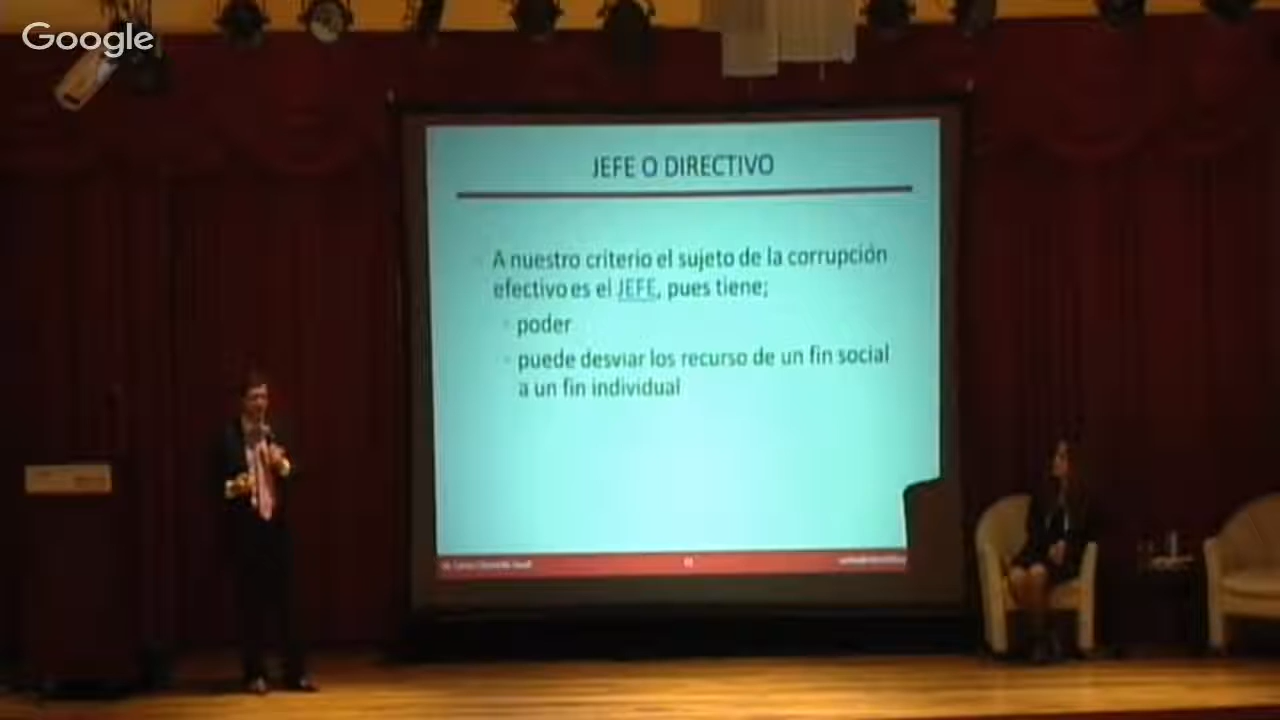 Google
JEFE O DIRECTIVO
A nuestro criterio el sujeto de la corrupción
efectivo es el JEFE, pues tiene;
poder
puede desviar los recurso de un fin social
a un fin individual